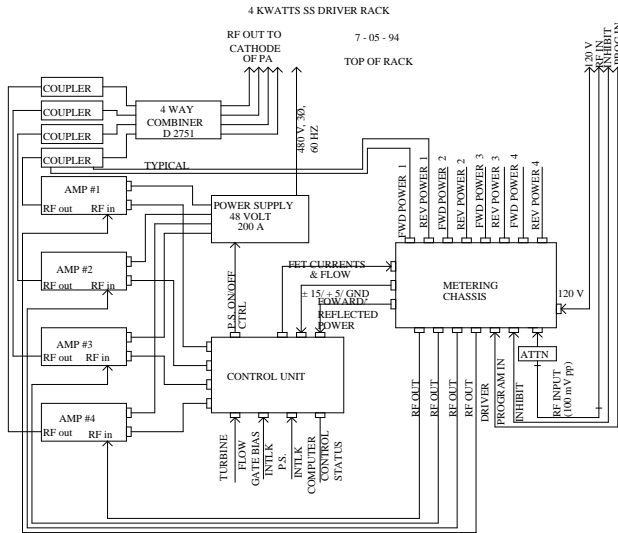 4 KWATTS SS DRIVER RACK
RF OUT TO
CATHODE
OF PA
7 - 05 - 94
TOP OF RACK
120 V
RF IN
INHIBIT
PROG IN
COUPLER
COUPLER
COUPLER
COUPLER
4 WAY
COMBINER
D 2751
480 V, 3Ø,
60 HZ
TYPICAL
AMP #1
RF out RF in
POWER SUPPLY
48 VOLT
200 A
FWD POWER 1
REV POWER 1
FWD POWER 2
REV POWER 2
FWD POWER 3
REV POWER 3
FWD POWER 4
REV POWER 4
AMP #2
RF out RF in
P.S. ON/OFF
CTRL
FET CURRENTS
& FLOW
± 15/ + 5/ GND
FOWARD/
REFLECTED
POWER
METERING
CHASSIS
120 V
AMP #3
RF out RF in
CONTROL UNIT
ATTN
AMP #4
RF out RF in
RF OUT
RF OUT
RF OUT
RF OUT
DRIVER
PROGRAM IN
INHIBIT
RF INPUT
(100 mV pp)
TURBINE
FLOW
GATE BIAS
INTLK
P.S.
INTLK
COMPUTER
CONTROL
STATUS